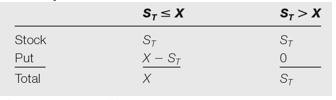 S_T ≤ X S_T > X
Stock S_T S_T
Put X − S_T 0
Total X S_T